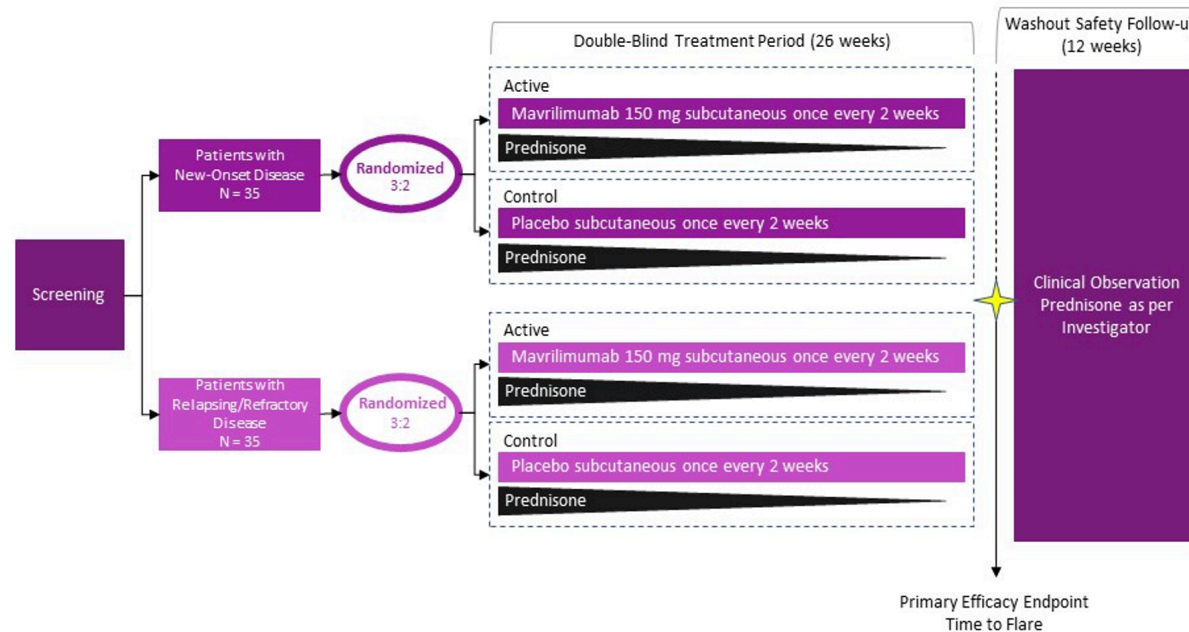 Double-Blind Treatment Period (26 weeks)
Washout Safety Follow-u
(12 weeks)
Screening
Patients with
New-Onset Disease
N = 35
Randomized
3:2
Active
Mavrilimumab 150 mg subcutaneous once every 2 weeks
Prednisone
Control
Placebo subcutaneous once every 2 weeks
Prednisone
Patients with
Relapsing/Refractory
Disease
N = 35
Randomized
3:2
Active
Mavrilimumab 150 mg subcutaneous once every 2 weeks
Prednisone
Control
Placebo subcutaneous once every 2 weeks
Prednisone
Clinical Observation
Prednisone as per
Investigator
Primary Efficacy Endpoint
Time to Flare